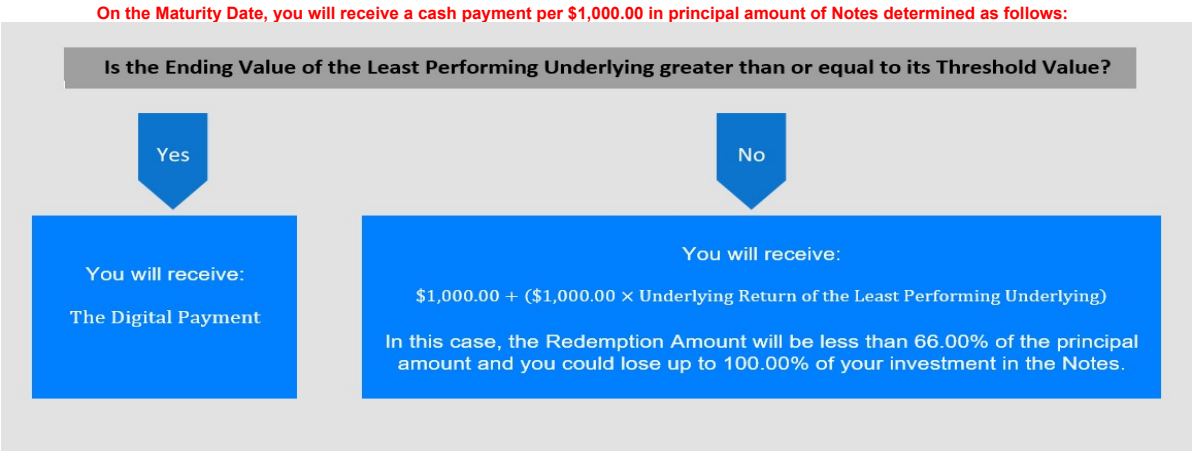 On the Maturity Date, you will receive a cash payment per $1,000.00 in principal amount of Notes determined as follows:
Is the Ending Value of the Least Performing Underlying greater than or equal to its Threshold Value?
Yes
No
You will receive:
The Digital Payment
You will receive:
$1,000.00 + ($1,000.00 × Underlying Return of the Least Performing Underlying)
In this case, the Redemption Amount will be less than 66.00% of the principal
amount and you could lose up to 100.00% of your investment in the Notes.